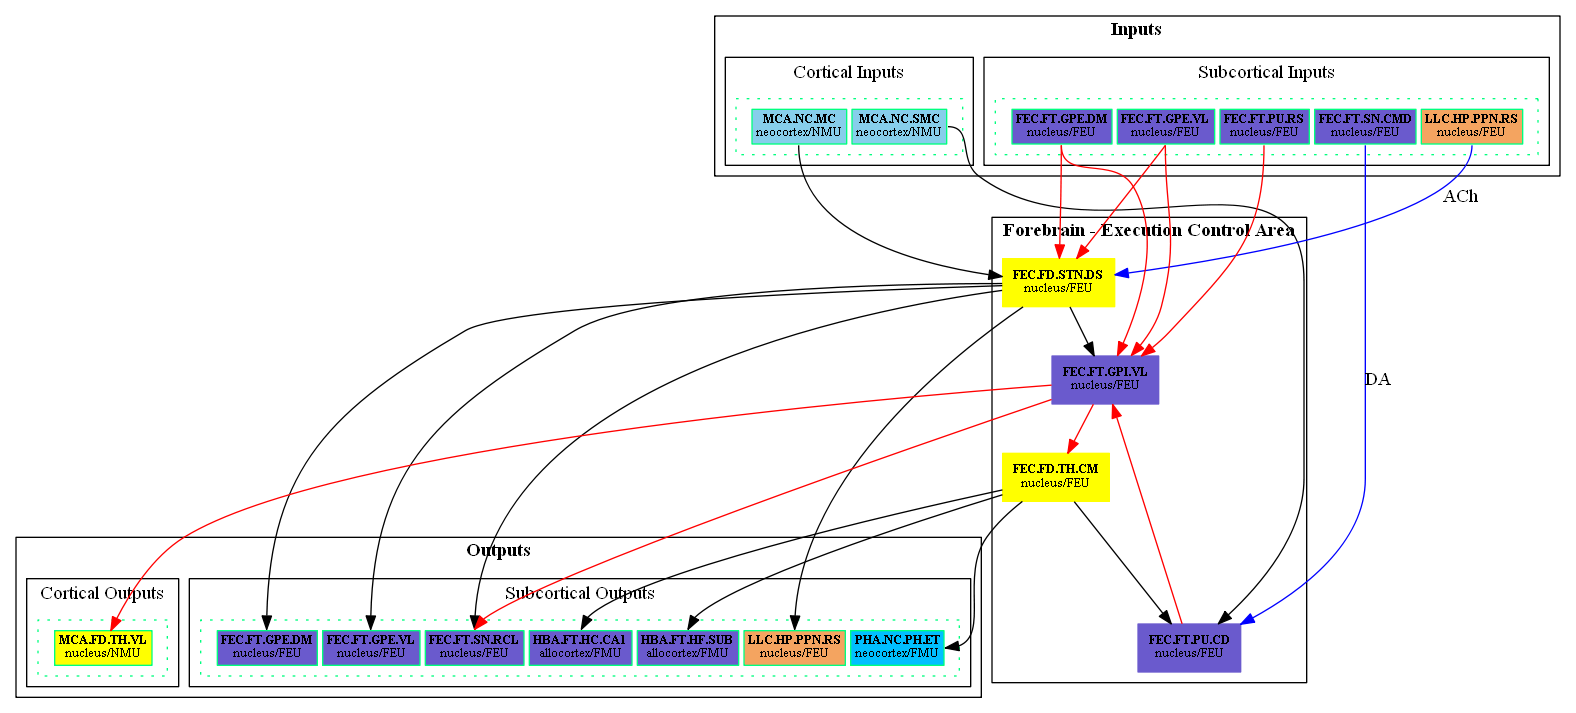 Inputs
Cortical Inputs
Subcortical Inputs
MCA.NC.MC
neocortex/NMU
MCA.NC.SMC
neocortex/NMU
FEC.FT.GPE.DM
nucleus/FEU
FEC.FT.GPE.VL
nucleus/FEU
FEC.FT.PU.RS
nucleus/FEU
FEC.FT.SN.CMD
nucleus/FEU
LLC.HP.PPN.RS
nucleus/FEU
ACh
Forebrain - Execution Control Area
FEC.FD.STN.DS
nucleus/FEU
FEC.FT.GPI.VL
nucleus/FEU
DA
FEC.FD.TH.CM
nucleus/FEU
FEC.FT.PU.CD
nucleus/FEU
Outputs
Cortical Outputs
Subcortical Outputs
MCA.FD.TH.VL
nucleus/NMU
FEC.FT.GPE.DM
nucleus/FEU
FEC.FT.GPE.VL
nucleus/FEU
FEC.FT.SN.RCL
nucleus/FEU
HBA.FT.HC.CA1
allocortex/FMU
HBA.FT.HF.SUB
allocortex/FMU
LLC.HP.PPN.RS
nucleus/FEU
PHA.NC.PH.ET
neocortex/FMU